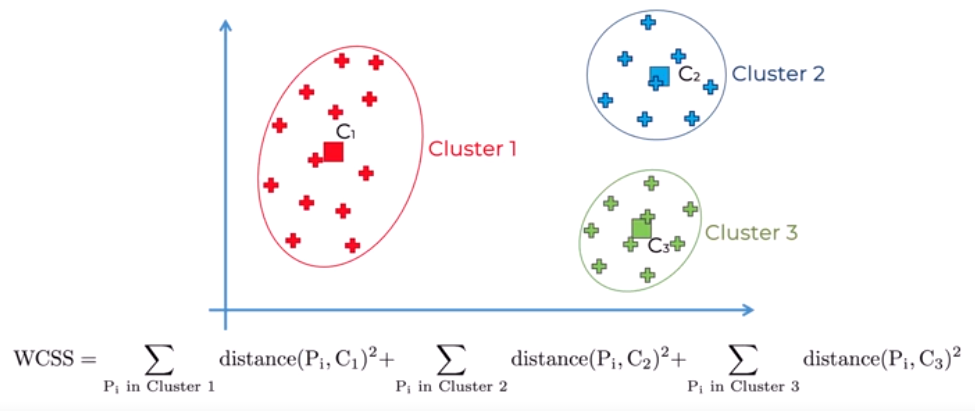 C₁
Cluster 1
C₂
Cluster 2
C₃
Cluster 3
WCSS = ∑ distance(Pᵢ, C₁)² + ∑ distance(Pᵢ, C₂)² + ∑ distance(Pᵢ, C₃)²
Pᵢ in Cluster 1 Pᵢ in Cluster 2 Pᵢ in Cluster 3